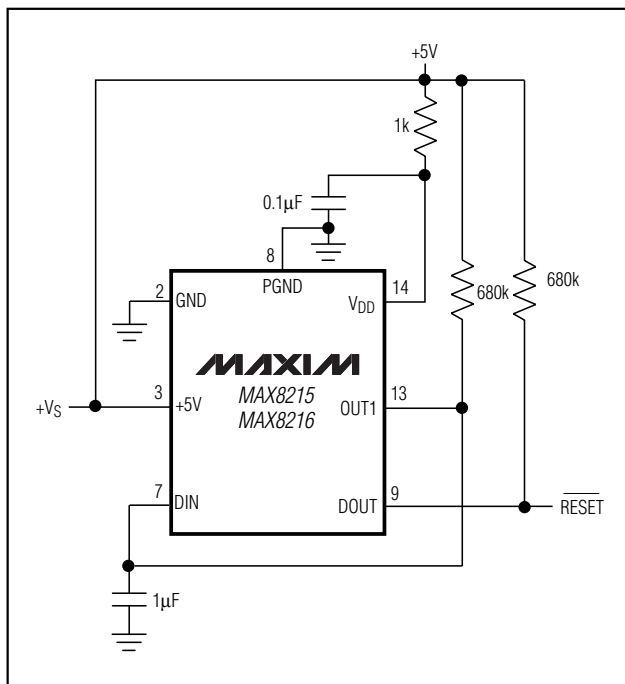 +5V
1k
0.1µF
8
PGND
2
GND
14
VDD
680k
680k
MAXIM
MAX8215
MAX8216
+VS
3
+5V
13
OUT1
7
DIN
9
DOUT
RESET
1µF